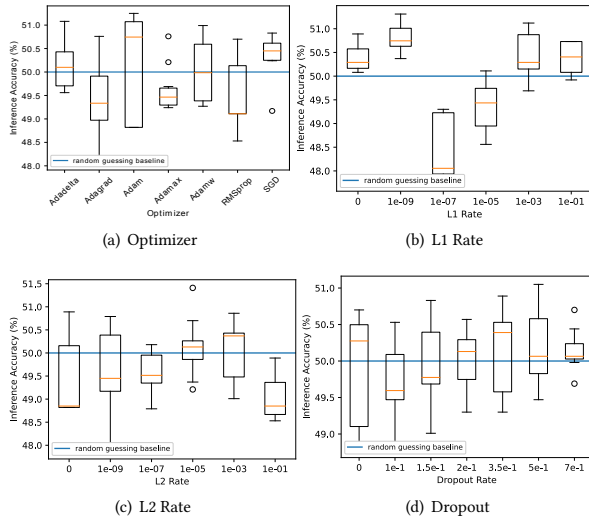 Inference Accuracy (%)
51.0
50.5
50.0
49.5
49.0
48.5
48.0
random guessing baseline
Adadelta
Adagrad
Adam
Adamax
Adamw
RMSprop
SGD
Optimizer
(a) Optimizer
Inference Accuracy (%)
51.0
50.5
50.0
49.5
49.0
48.5
48.0
random guessing baseline
0 1e-09 1e-07 1e-05 1e-03 1e-01
L1 Rate
(b) L1 Rate
Inference Accuracy (%)
51.5
51.0
50.5
50.0
49.5
49.0
48.5
48.0
random guessing baseline
0 1e-09 1e-07 1e-05 1e-03 1e-01
L2 Rate
(c) L2 Rate
Inference Accuracy (%)
51.0
50.5
50.0
49.5
49.0
random guessing baseline
0 1e-1 1.5e-1 2e-1 3.5e-1 5e-1 7e-1
Dropout Rate
(d) Dropout